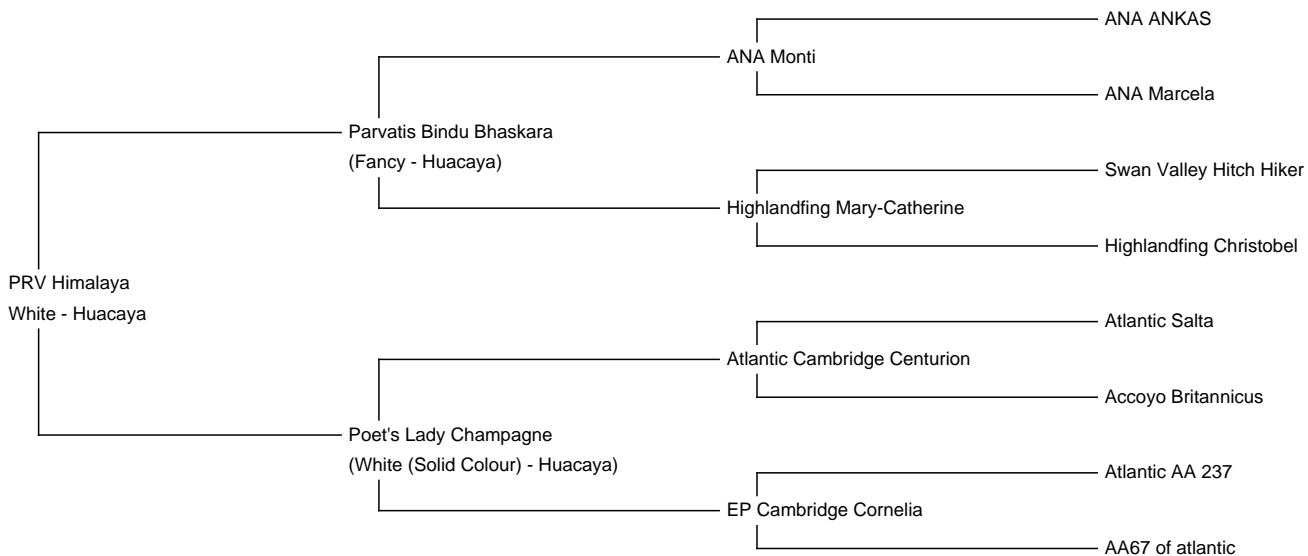 ANA ANKAS
ANA Monti
ANA Marcela
Parvatis Bindu Bhaskara
(Fancy - Huacaya)
Swan Valley Hitch Hiker
Highlandfing Mary-Catherine
Highlandfing Christobel
PRV Himalaya
White - Huacaya
Atlantic Salta
Atlantic Cambridge Centurion
Accoyo Britannicus
Poet's Lady Champagne
(White (Solid Colour) - Huacaya)
Atlantic AA 237
EP Cambridge Cornelia
AA67 of atlantic